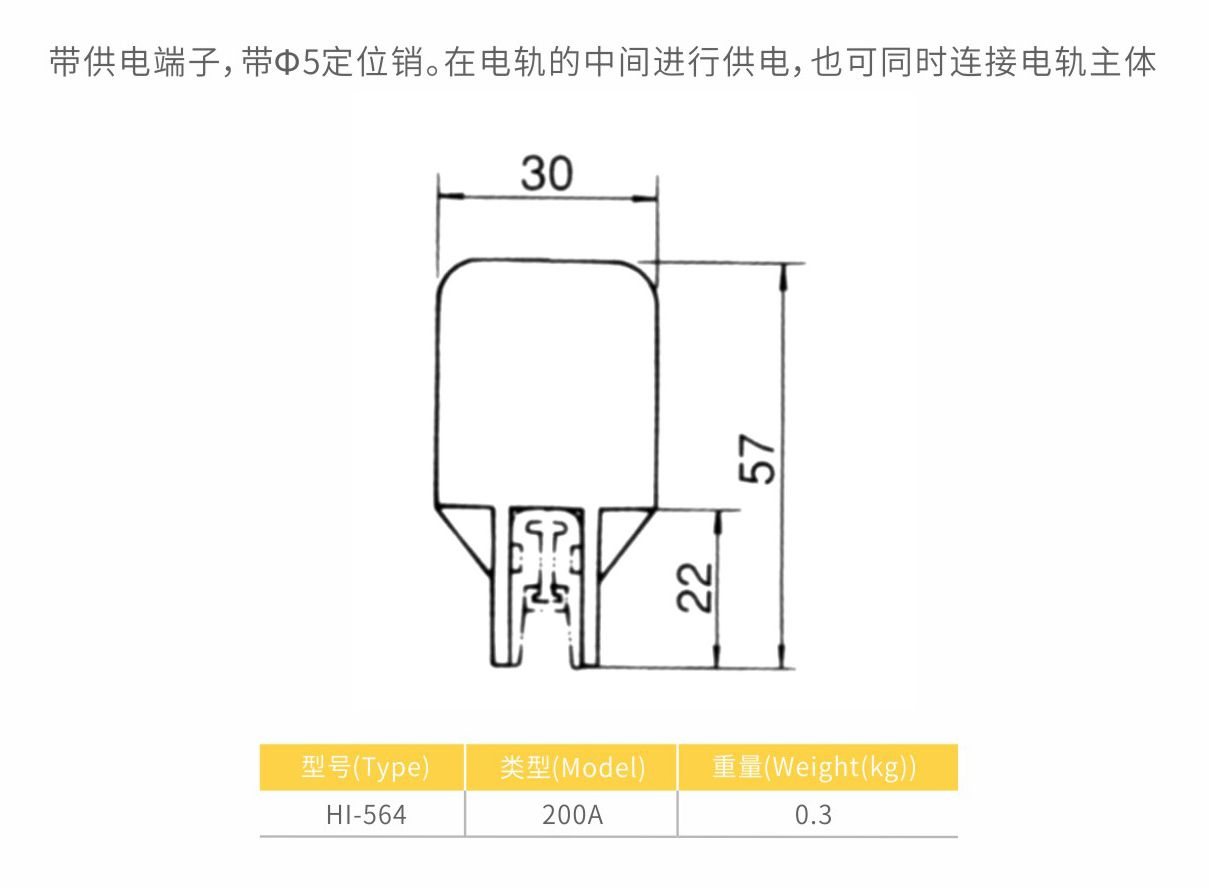 带供电端子，带Φ5定位销。在电轨的中间进行供电，也可同时连接电轨主体
30
57
22
型号(Type) 类型(Model) 重量(Weight(kg))
HI-564 200A 0.3